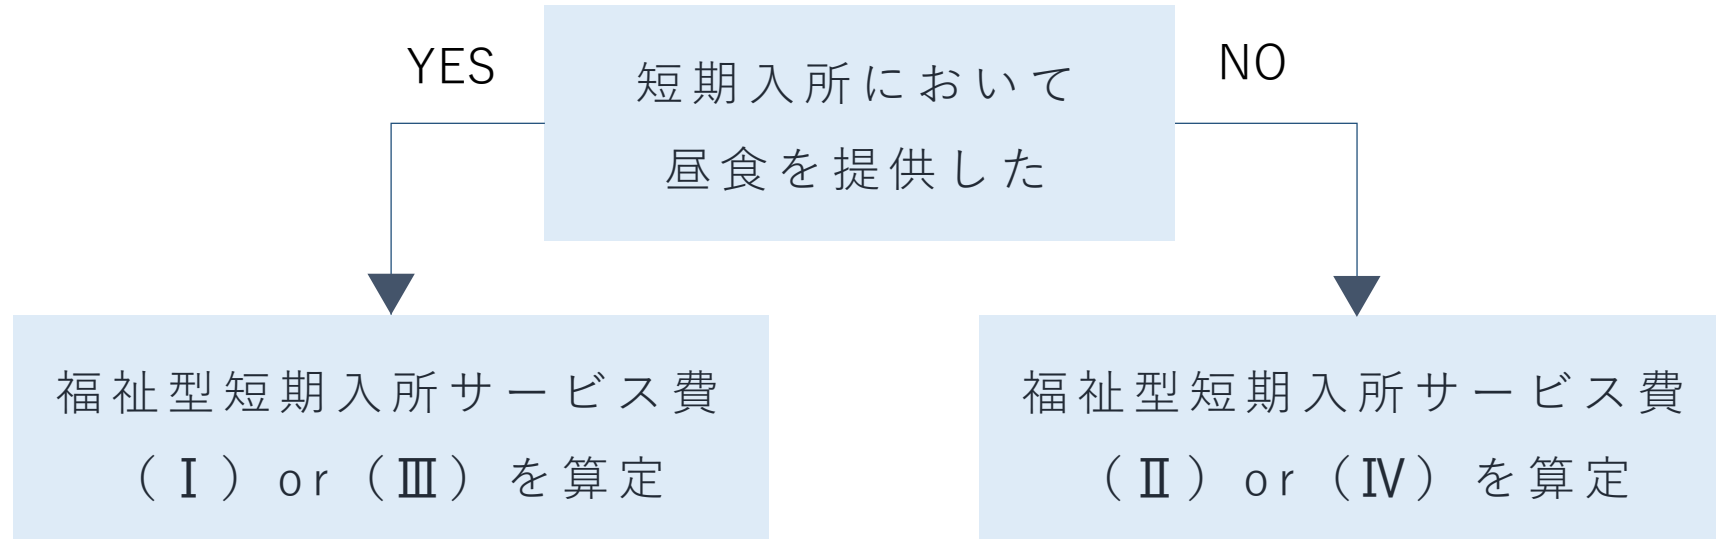 YES
短期入所において
昼食を提供した
NO
福祉型短期入所サービス費
（Ⅰ）or（Ⅲ）を算定
福祉型短期入所サービス費
（Ⅱ）or（Ⅳ）を算定